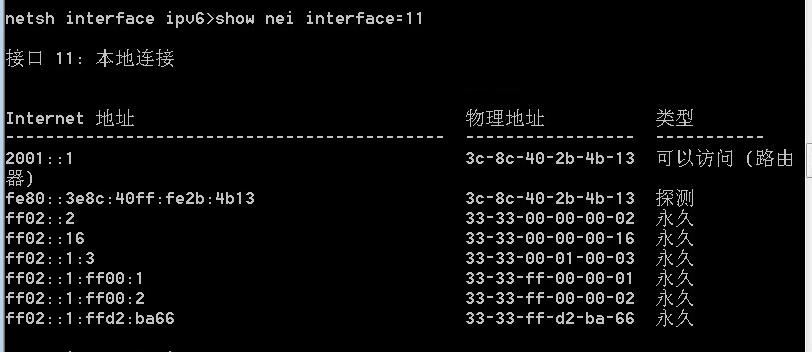 netsh interface ipv6>show nei interface=11
接口 11: 本地连接
Internet 地址 物理地址 类型
-------------------------------------------- ----------------- -----------
2001::1 3c-8c-40-2b-4b-13 可以访问 (路由
器)
fe80::3e8c:40ff:fe2b:4b13 3c-8c-40-2b-4b-13 探测
ff02::2 33-33-00-00-00-02 永久
ff02::16 33-33-00-00-00-16 永久
ff02::1:3 33-33-00-01-00-03 永久
ff02::1:ff00:1 33-33-ff-00-00-01 永久
ff02::1:ff00:2 33-33-ff-00-00-02 永久
ff02::1:ffd2:ba66 33-33-ff-d2-ba-66 永久